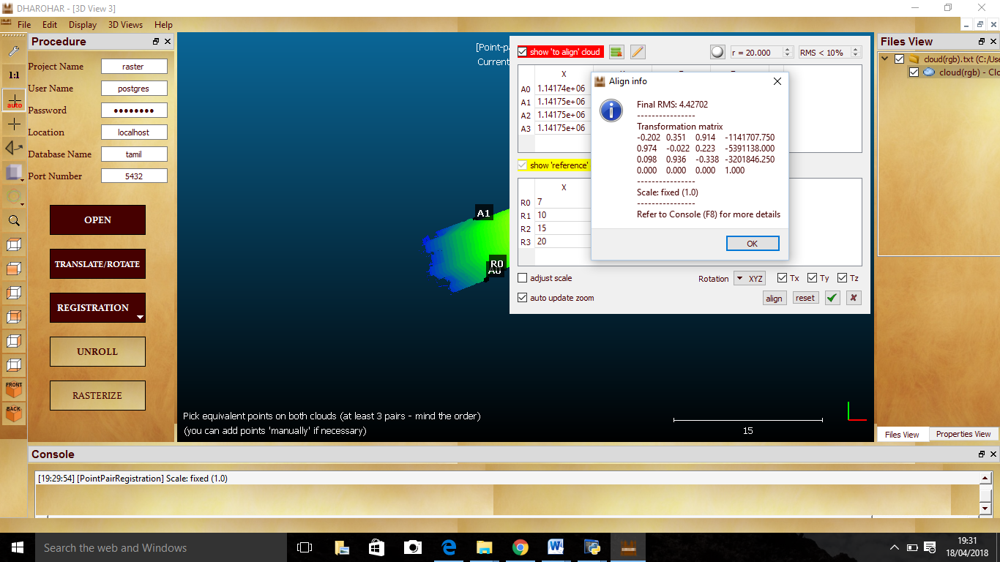 DHAROHAR - [3D View 3]
File Edit Display 3D Views Help
Procedure
Project Name raster
User Name postgres
Password ●●●●●●●●
Location localhost
Database Name tamil
Port Number 5432
OPEN
TRANSLATE/ROTATE
REGISTRATION
UNROLL
RASTERIZE
1:1
auto
FRONT
BACK
[Point-pa
Current
A1
R0
A0
Pick equivalent points on both clouds (at least 3 pairs - mind the order)
(you can add points 'manually' if necessary)
15
show 'to align' cloud
r = 20.000
RMS < 10%
X
A0 1.14174e+06
A1 1.14175e+06
A2 1.14175e+06
A3 1.14175e+06
show 'reference'
X
R0 7
R1 10
R2 15
R3 20
adjust scale
Rotation XYZ Tx Ty Tz
auto update zoom
align reset
Align info
Final RMS: 4.42702
----------------
Transformation matrix
-0.202 0.351 0.914 -1141707.750
0.974 -0.022 0.223 -5391138.000
0.098 0.936 -0.338 -3201846.250
0.000 0.000 0.000 1.000
----------------
Scale: fixed (1.0)
----------------
Refer to Console (F8) for more details
OK
Files View
cloud(rgb).txt (C:/Use
cloud(rgb) - Clo
Files View Properties View
Console
[19:29:54] [PointPairRegistration] Scale: fixed (1.0)
Search the web and Windows
19:31
18/04/2018